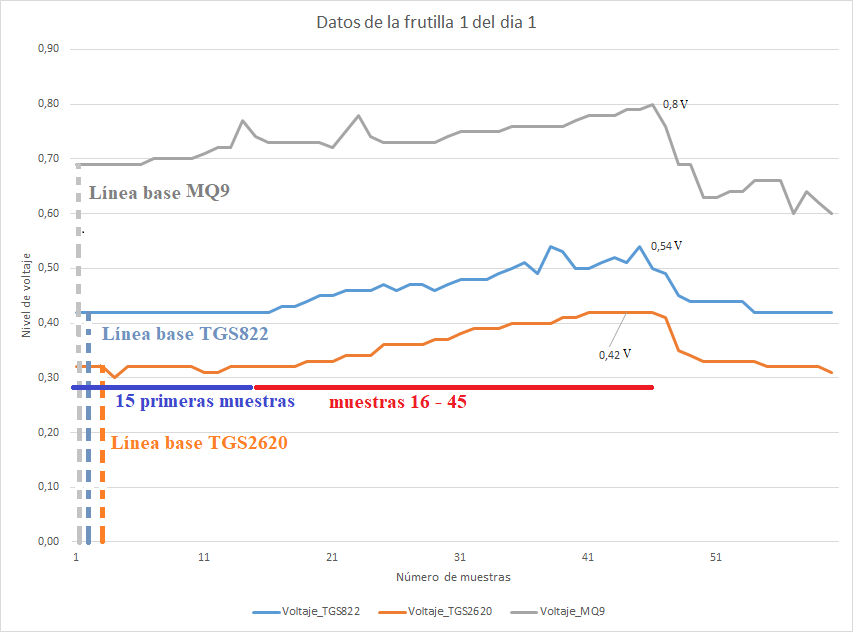 Datos de la frutilla 1 del dia 1
0,90
0,80
0,70
0,60
0,50
0,40
0,30
0,20
0,10
0,00
Nivel de voltaje
0,8 V
Línea base MQ9
0,54 V
Línea base TGS822
0,42 V
15 primeras muestras
muestras 16 - 45
Línea base TGS2620
1 11 21 31 41 51
Número de muestras
Voltaje_TGS822 Voltaje_TGS2620 Voltaje_MQ9